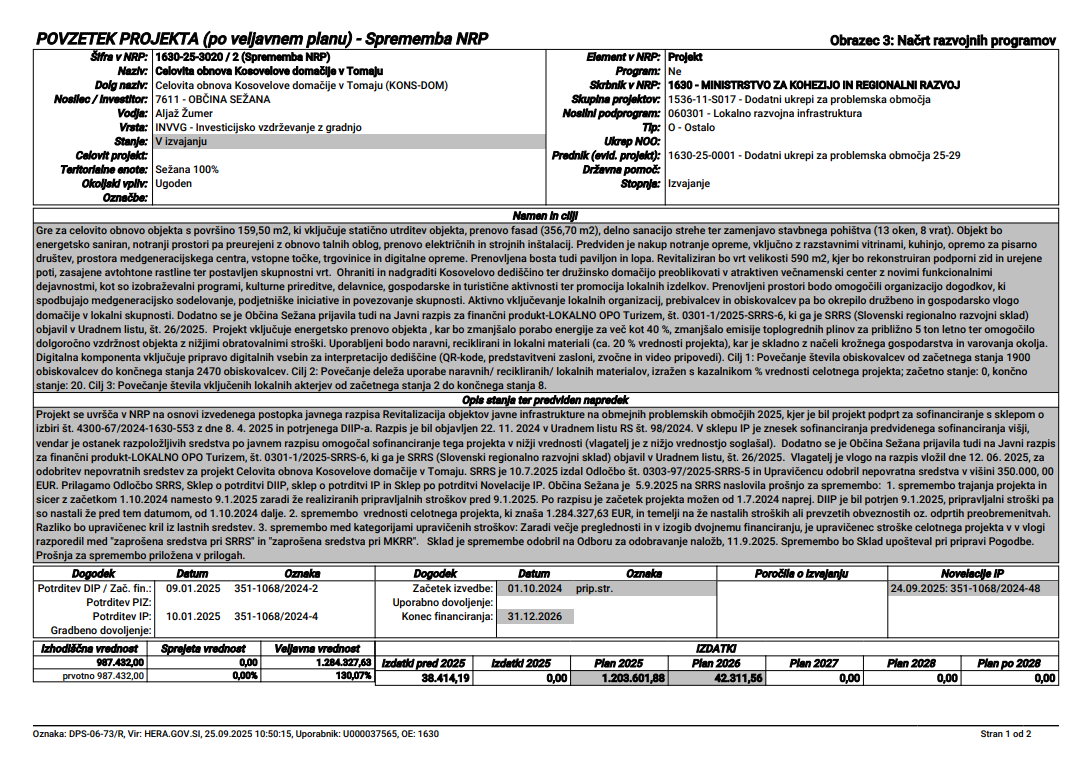 POVZETEK PROJEKTA (po veljavnem planu) - Sprememba NRP
Obrazec 3: Načrt razvojnih programov
Šifra v NRP: 1630-25-3020 / 2 (Sprememba NRP)
Naziv: Celovita obnova Kosovelove domačije v Tomaju
Dolg naziv: Celovita obnova Kosovelove domačije v Tomaju (KONS-DOM)
Nosilec / Investitor: 7611 - OBČINA SEŽANA
Vodja: Aljaž Žumer
Vrsta: INVVG - Investicijsko vzdrževanje z gradnjo
Stanje: V izvajanju
Celovit projekt:
Teritorialne enote: Sežana 100%
Okoljski vpliv: Ugoden
Označbe:
Element v NRP: Projekt
Program: Ne
Skrbnik v NRP: 1630 - MINISTRSTVO ZA KOHEZIJO IN REGIONALNI RAZVOJ
Skupina projektov: 1536-11-S017 - Dodatni ukrepi za problemska območja
Nosilni podprogram: 060301 - Lokalno razvojna infrastruktura
Tip: O - Ostalo
Ukrep NOO:
Prednik (evid. projekt): 1630-25-0001 - Dodatni ukrepi za problemska območja 25-29
Državna pomoč:
Stopnja: Izvajanje
Namen in cilji
Gre za celovito obnovo objekta s površino 159,50 m2, ki vključuje statično utrditev objekta, prenovo fasad (356,70 m2), delno sanacijo strehe ter zamenjavo stavbnega pohištva (13 oken, 8 vrat). Objekt bo
energetsko saniran, notranji prostori pa preurejeni z obnovo talnih oblog, prenovo električnih in strojnih inštalacij. Predviden je nakup notranje opreme, vključno z razstavnimi vitrinami, kuhinjo, opremo za pisarno
društev, prostora medgeneracijskega centra, vstopne točke, trgovinice in digitalne opreme. Prenovljena bosta tudi paviljon in lopa. Revitaliziran bo vrt velikosti 590 m2, kjer bo rekonstruiran podporni zid in urejene
poti, zasajene avtohtone rastline ter postavljen skupnostni vrt. Ohraniti in nadgraditi Kosovelovo dediščino ter družinsko domačijo preoblikovati v atraktiven večnamenski center z novimi funkcionalnimi
dejavnostmi, kot so izobraževalni programi, kulturne prireditve, delavnice, gospodarske in turistične aktivnosti ter promocija lokalnih izdelkov. Prenovljeni prostori bodo omogočili organizacijo dogodkov, ki
spodbujajo medgeneracijsko sodelovanje, podjetniške iniciative in povezovanje skupnosti. Aktivno vključevanje lokalnih organizacij, prebivalcev in obiskovalcev pa bo okrepilo družbeno in gospodarsko vlogo
domačije v lokalni skupnosti. Dodatno se je Občina Sežana prijavila tudi na Javni razpis za finančni produkt-LOKALNO OPO Turizem, št. 0301-1/2025-SRRS-6, ki ga je SRRS (Slovenski regionalno razvojni sklad)
objavil v Uradnem listu, št. 26/2025. Projekt vključuje energetsko prenovo objekta , kar bo zmanjšalo porabo energije za več kot 40 %, zmanjšalo emisije toplogrednih plinov za približno 5 ton letno ter omogočilo
dolgoročno vzdržnost objekta z nižjimi obratovalnimi stroški. Uporabljeni bodo naravni, reciklirani in lokalni materiali (ca. 20 % vrednosti projekta), kar je skladno z načeli krožnega gospodarstva in varovanja okolja.
Digitalna komponenta vključuje pripravo digitalnih vsebin za interpretacijo dediščine (QR-kode, predstavitveni zasloni, zvočne in video pripovedi). Cilj 1: Povečanje števila obiskovalcev od začetnega stanja 1900
obiskovalcev do končnega stanja 2470 obiskovalcev. Cilj 2: Povečanje deleža uporabe naravnih/ recikliranih/ lokalnih materialov, izražen s kazalnikom % vrednosti celotnega projekta; začetno stanje: 0, končno
stanje: 20. Cilj 3: Povečanje števila vključenih lokalnih akterjev od začetnega stanja 2 do končnega stanja 8.
Opis stanja ter predviden napredek
Projekt se uvršča v NRP na osnovi izvedenega postopka javnega razpisa Revitalizacija objektov javne infrastrukture na obmejnih problemskih območjih 2025, kjer je bil projekt podprt za sofinanciranje s sklepom o
izbiri št. 4300-67/2024-1630-553 z dne 8. 4. 2025 in potrjenega DIIP-a. Razpis je bil objavljen 22. 11. 2024 v Uradnem listu RS št. 98/2024. V sklepu IP je znesek sofinanciranja predvidenega sofinanciranja višji,
vendar je ostanek razpoložljivih sredstva po javnem razpisu omogočal sofinanciranje tega projekta v nižji vrednosti (vlagatelj je z nižjo vrednostjo soglašal). Dodatno se je Občina Sežana prijavila tudi na Javni razpis
za finančni produkt-LOKALNO OPO Turizem, št. 0301-1/2025-SRRS-6, ki ga je SRRS (Slovenski regionalno razvojni sklad) objavil v Uradnem listu, št. 26/2025. Vlagatelj je vlogo na razpis vložil dne 12. 06. 2025, za
odobritev nepovratnih sredstev za projekt Celovita obnova Kosovelove domačije v Tomaju. SRRS je 10.7.2025 izdal Odločbo št. 0303-97/2025-SRRS-5 in Upravičencu odobril nepovratna sredstva v višini 350.000, 00
EUR. Prilagamo Odločbo SRRS, Sklep o potrditvi DIIP, sklep o potrditvi IP in Sklep po potrditvi Novelacije IP. Občina Sežana je 5.9.2025 na SRRS naslovila prošnjo za spremembo: 1. spremembo trajanja projekta in
sicer z začetkom 1.10.2024 namesto 9.1.2025 zaradi že realiziranih pripravljalnih stroškov pred 9.1.2025. Po razpisu je začetek projekta možen od 1.7.2024 naprej. DIIP je bil potrjen 9.1.2025, pripravljalni stroški pa
so nastali že pred tem datumom, od 1.10.2024 dalje. 2. spremembo vrednosti celotnega projekta, ki znaša 1.284.327,63 EUR, in temelji na že nastalih stroških ali prevzetih obveznosti oz. odprtih preobremenitvah.
Razliko bo upravičenec kril iz lastnih sredstev. 3. spremembo med kategorijami upravičenih stroškov: Zaradi večje preglednosti in v izogib dvojnemu financiranju, je upravičenec stroške celotnega projekta v v vlogi
razporedil med "zaprošena sredstva pri SRRS" in "zaprošena sredstva pri MKRR". Sklad je spremembe odobril na Odboru za odobravanje naložb, 11.9.2025. Spremembo bo Sklad upošteval pri pripravi Pogodbe.
Prošnja za spremembo priložena v prilogah.
Dogodek Datum Oznaka
Potrditev DIP / Zač. fin.: 09.01.2025 351-1068/2024-2
Potrditev PIZ:
Potrditev IP: 10.01.2025 351-1068/2024-4
Gradbeno dovoljenje:
Dogodek Datum Oznaka
Začetek izvedbe: 01.10.2024 prip.str.
Uporabno dovoljenje:
Konec financiranja: 31.12.2026
Poročila o izvajanju
Novelacije IP
24.09.2025: 351-1068/2024-48
Izhodiščna vrednost Sprejeta vrednost Veljavna vrednost
987.432,00 0,00 1.284.327,63
prvotno 987.432,00 0,00% 130,07%
IZDATKI
Izdatki pred 2025 Izdatki 2025 Plan 2025 Plan 2026 Plan 2027 Plan 2028 Plan po 2028
38.414,19 0,00 1.203.601,88 42.311,56 0,00 0,00 0,00
Oznaka: DPS-06-73/R, Vir: HERA.GOV.SI, 25.09.2025 10:50:15, Uporabnik: U000037565, OE: 1630
Stran 1 od 2